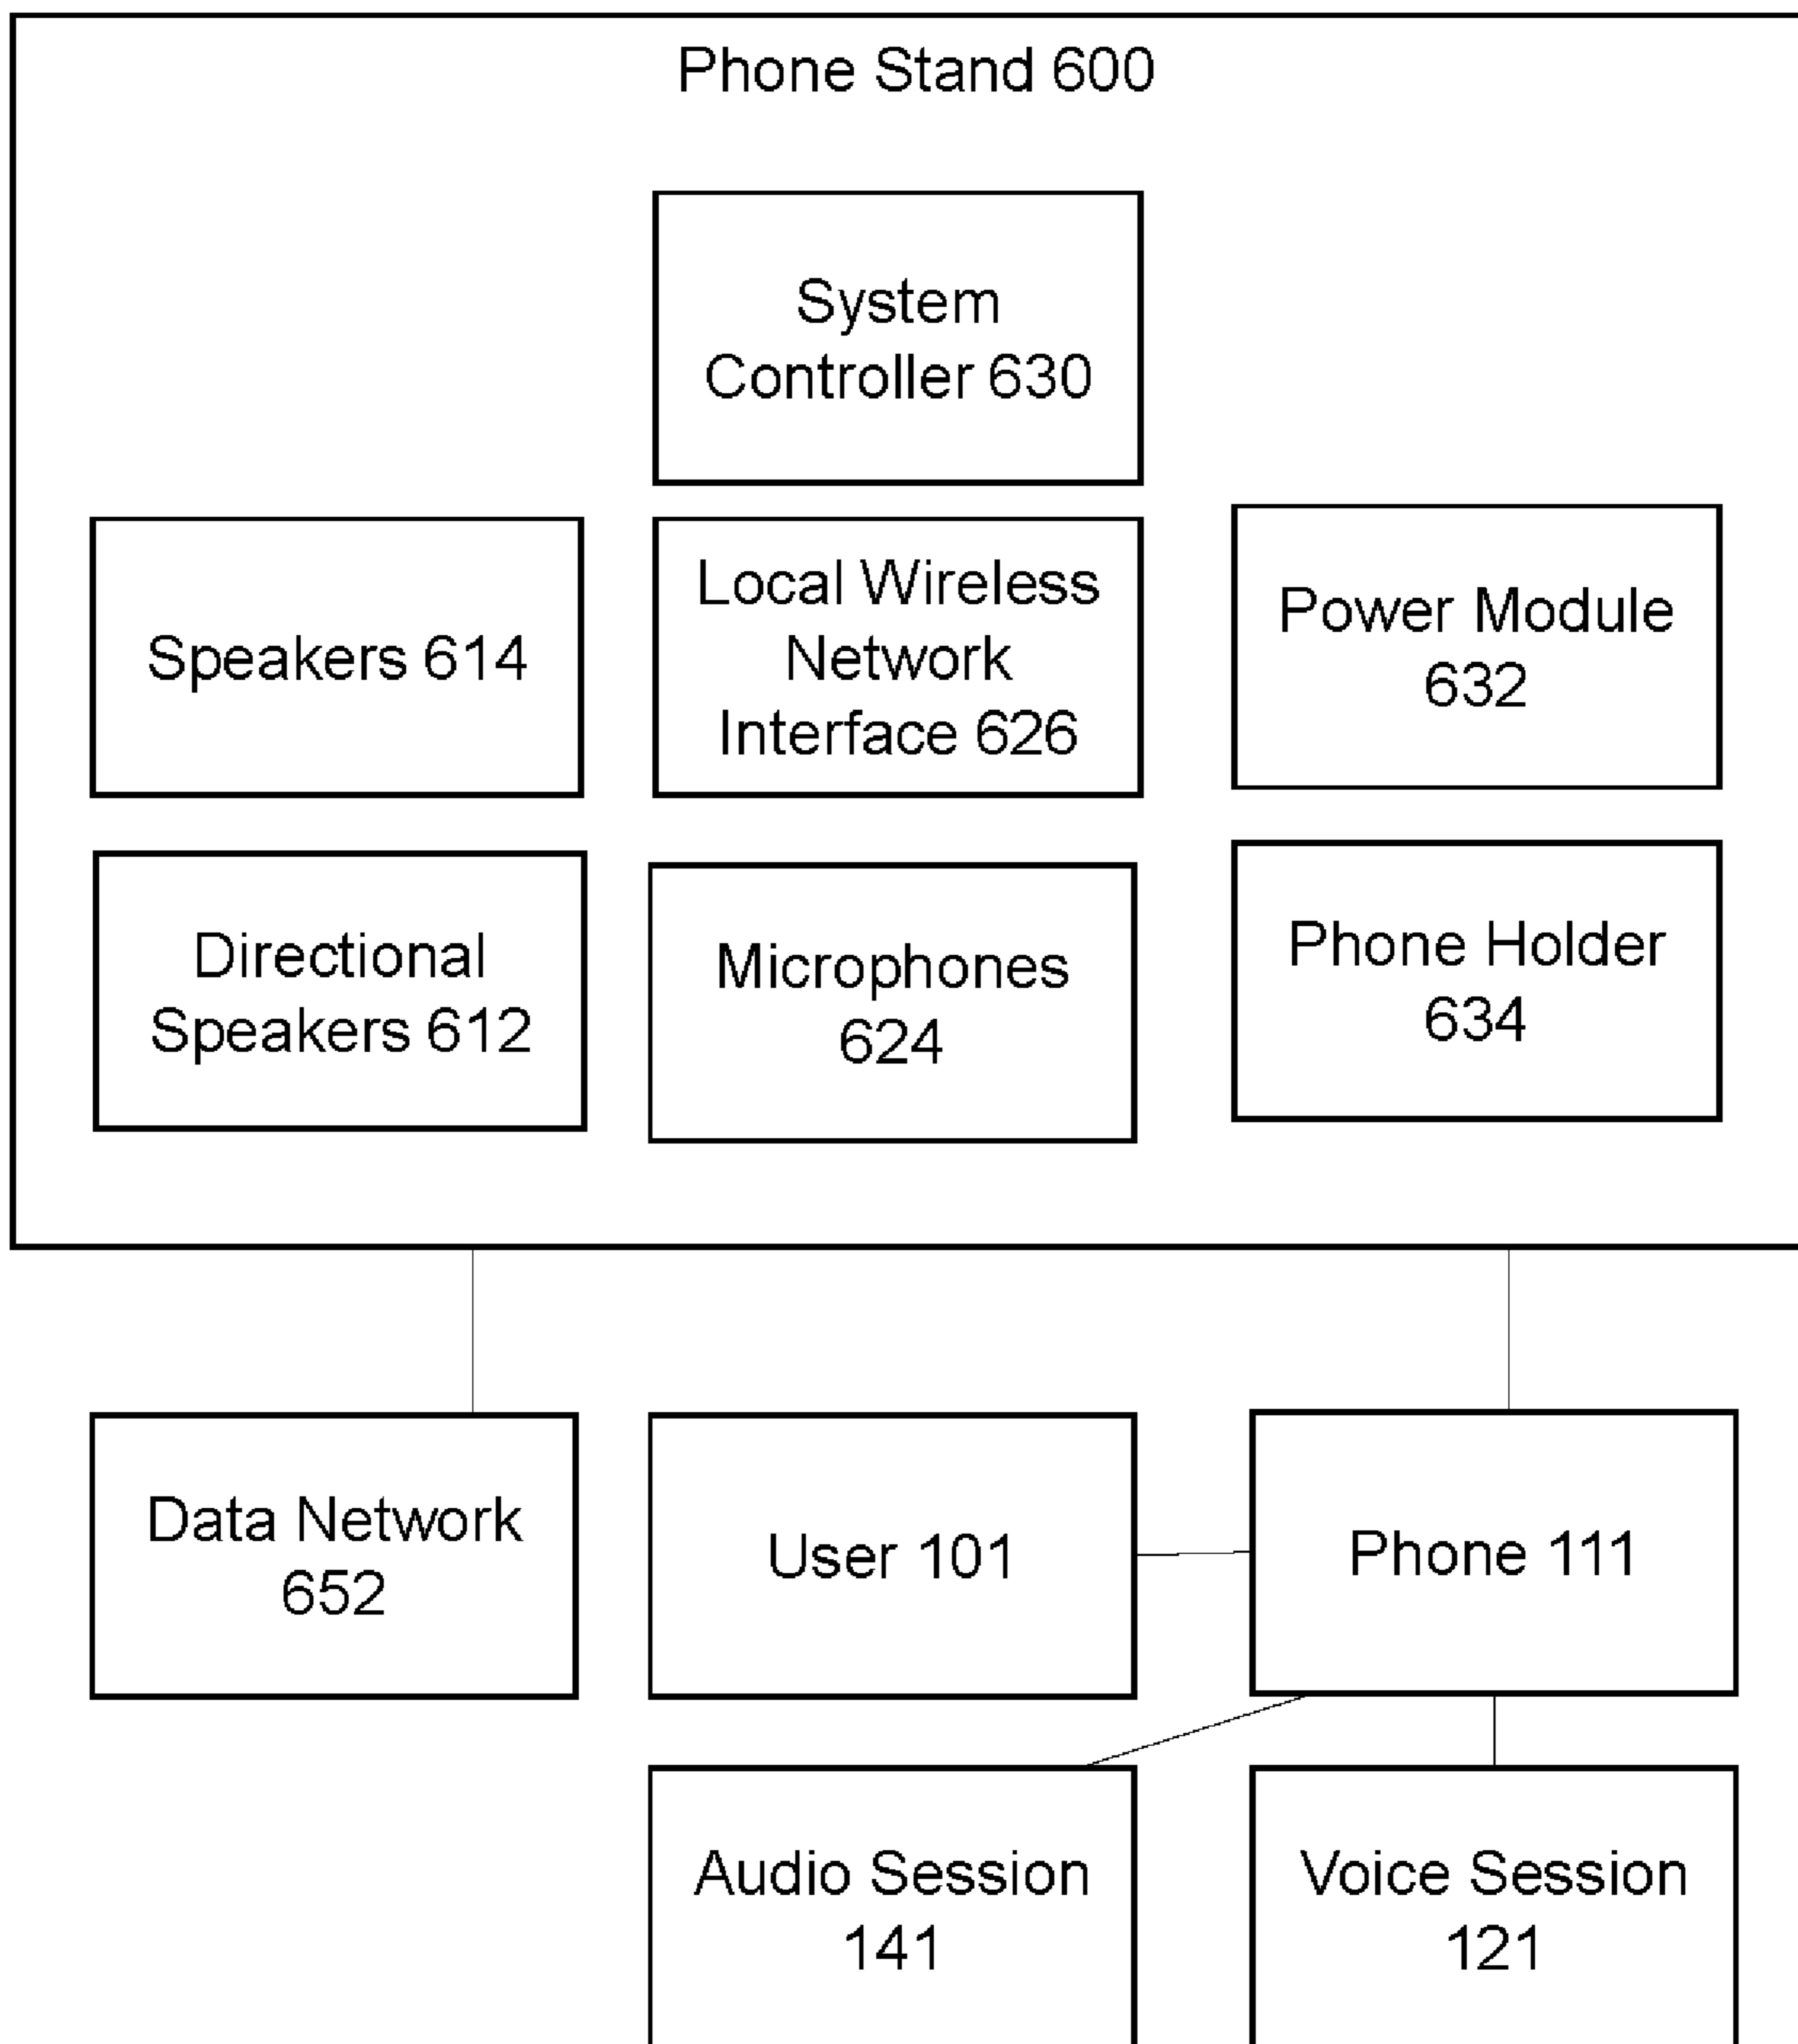 Phone Stand 600
System
Controller 630
Speakers 614
Local Wireless
Network
Interface 626
Power Module
632
Directional
Speakers 612
Microphones
624
Phone Holder
634
Data Network
652
User 101
Phone 111
Audio Session
141
Voice Session
121